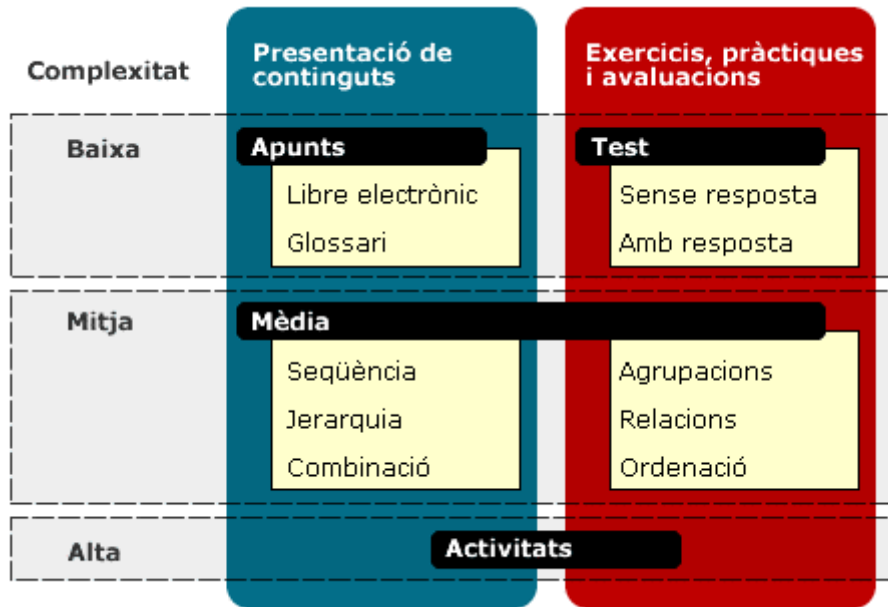 Complexitat
Presentació de
continguts
Exercicis, pràctiques
i avaluacions
Baixa
Apunts
Libre electrònic
Glossari
Test
Sense resposta
Amb resposta
Mitja
Mèdia
Seqüència
Jerarquia
Combinació
Agrupacions
Relacions
Ordenació
Alta
Activitats